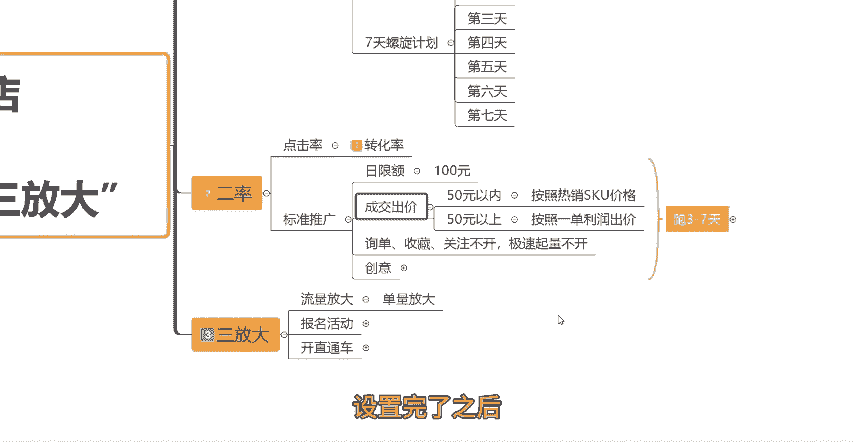 第三天
7天螺旋计划
第四天
第五天
第六天
第七天
店
三放大”
二率
点击率
转化率
标准推广
日限额
100元
成交出价
50元以内
按照热销SKU价格
50元以上
按照一单利润出价
询单、收藏、关注不开，极速起量不开
创意
跑3-7天
三放大
流量放大
单量放大
报名活动
开直通车
设置完了之后